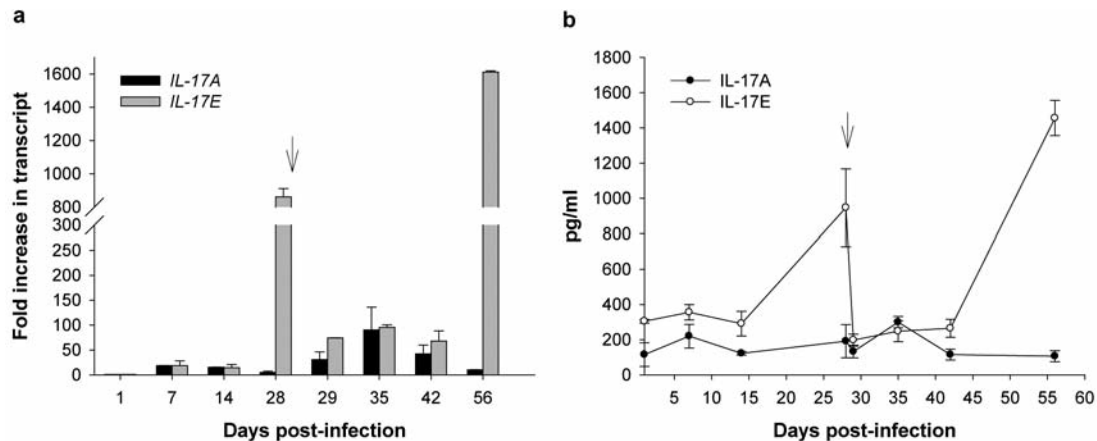 a
Fold increase in transcript
1600
1400
1200
1000
800
300
250
200
150
100
50
0
IL-17A
IL-17E
1 7 14 28 29 35 42 56
Days post-infection
b
pg/ml
1800
1600
1400
1200
1000
800
600
400
200
0
IL-17A
IL-17E
5 10 15 20 25 30 35 40 45 50 55 60
Days post-infection